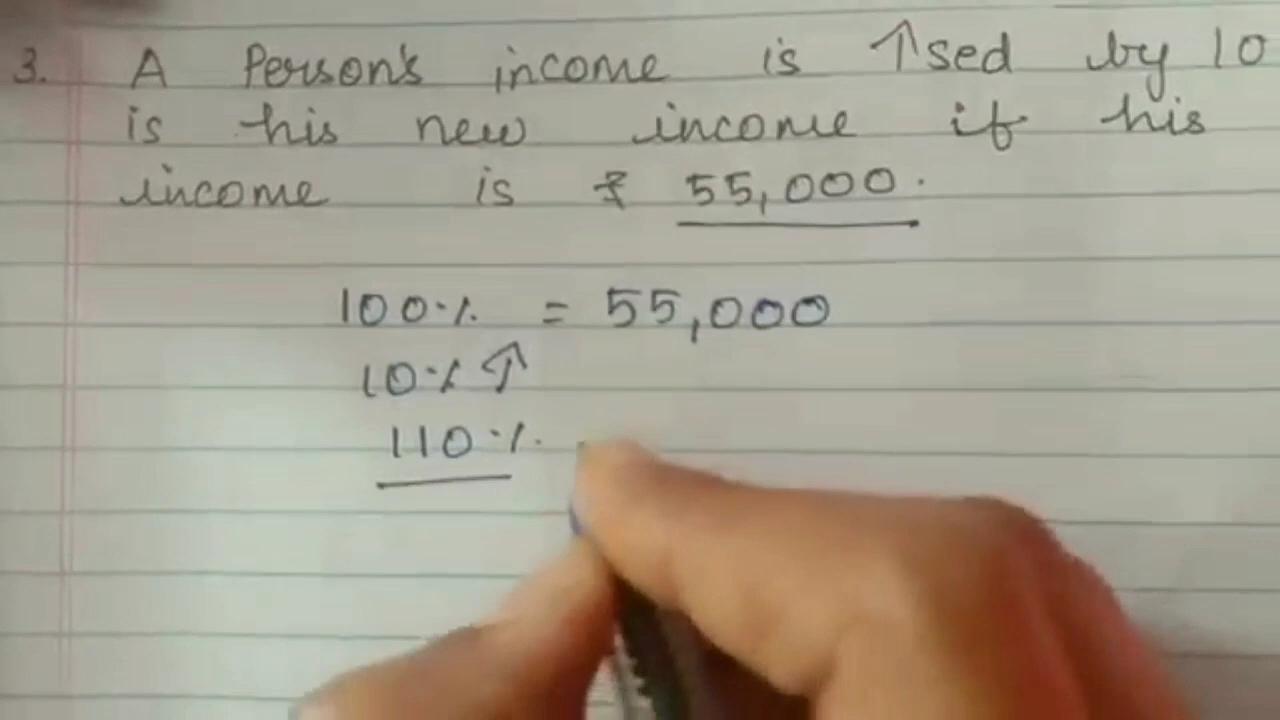 3. A Person's income is ↑sed by 10
is his new income if his
income is ₹ 55,000.
100% = 55,000
10% ↑
110%